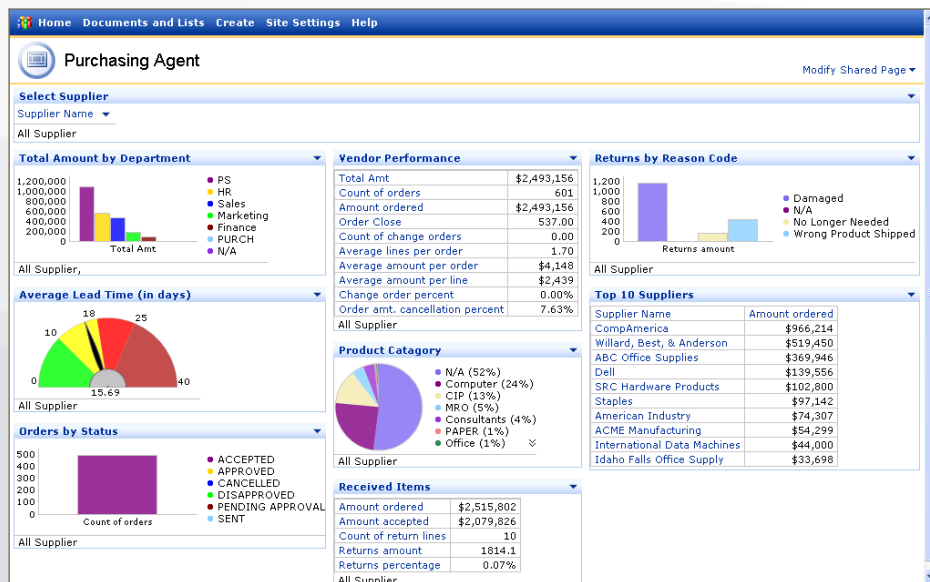 Home Documents and Lists Create Site Settings Help
Purchasing Agent
Modify Shared Page
Select Supplier
Supplier Name
All Supplier
Total Amount by Department
1,200,000
1,000,000
800,000
600,000
400,000
200,000
0
Total Amt
PS
HR
Sales
Marketing
Finance
PURCH
N/A
All Supplier,
Average Lead Time (in days)
0
10
18
25
40
15.69
All Supplier
Orders by Status
500
400
300
200
100
0
Count of orders
ACCEPTED
APPROVED
CANCELLED
DISAPPROVED
PENDING APPROVAL
SENT
All Supplier
Vendor Performance
Total Amt $2,493,156
Count of orders 601
Amount ordered $2,493,156
Order Close 537.00
Count of change orders 0.00
Average lines per order 1.70
Average amount per order $4,148
Average amount per line $2,439
Change order percent 0.00%
Order amt. cancellation percent 7.63%
All Supplier
Product Catagory
N/A (52%)
Computer (24%)
CIP (13%)
MRO (5%)
Consultants (4%)
PAPER (1%)
Office (1%)
All Supplier
Received Items
Amount ordered $2,515,802
Amount accepted $2,079,826
Count of return lines 10
Returns amount 1814.1
Returns percentage 0.07%
All Supplier
Returns by Reason Code
1,200
1,000
800
600
400
200
0
Returns amount
Damaged
N/A
No Longer Needed
Wrong Product Shipped
All Supplier
Top 10 Suppliers
Supplier Name Amount ordered
CompAmerica $966,214
Willard, Best, & Anderson $519,450
ABC Office Supplies $369,946
Dell $139,556
SRC Hardware Products $102,800
Staples $97,142
American Industry $74,307
ACME Manufacturing $54,299
International Data Machines $44,000
Idaho Falls Office Supply $33,698